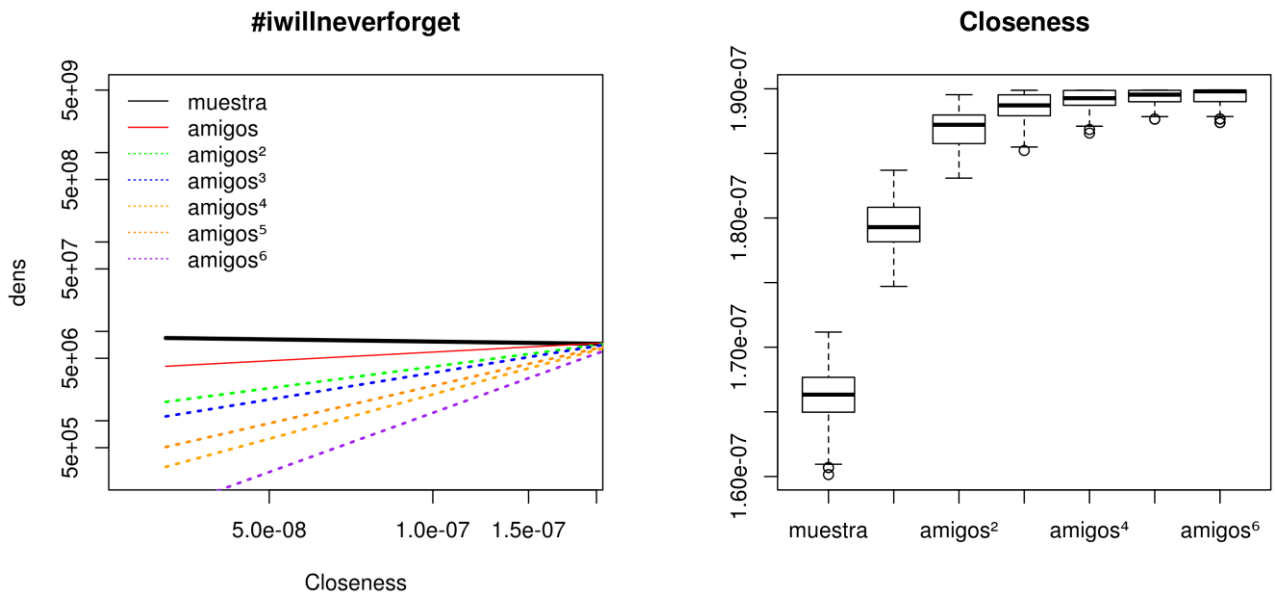 #iwillneverforget
dens
5e+09
5e+08
5e+07
5e+06
5e+05
muestra
amigos
amigos²
amigos³
amigos⁴
amigos⁵
amigos⁶
5.0e-08 1.0e-07 1.5e-07
Closeness
Closeness
1.90e-07
1.80e-07
1.70e-07
1.60e-07
muestra amigos² amigos⁴ amigos⁶